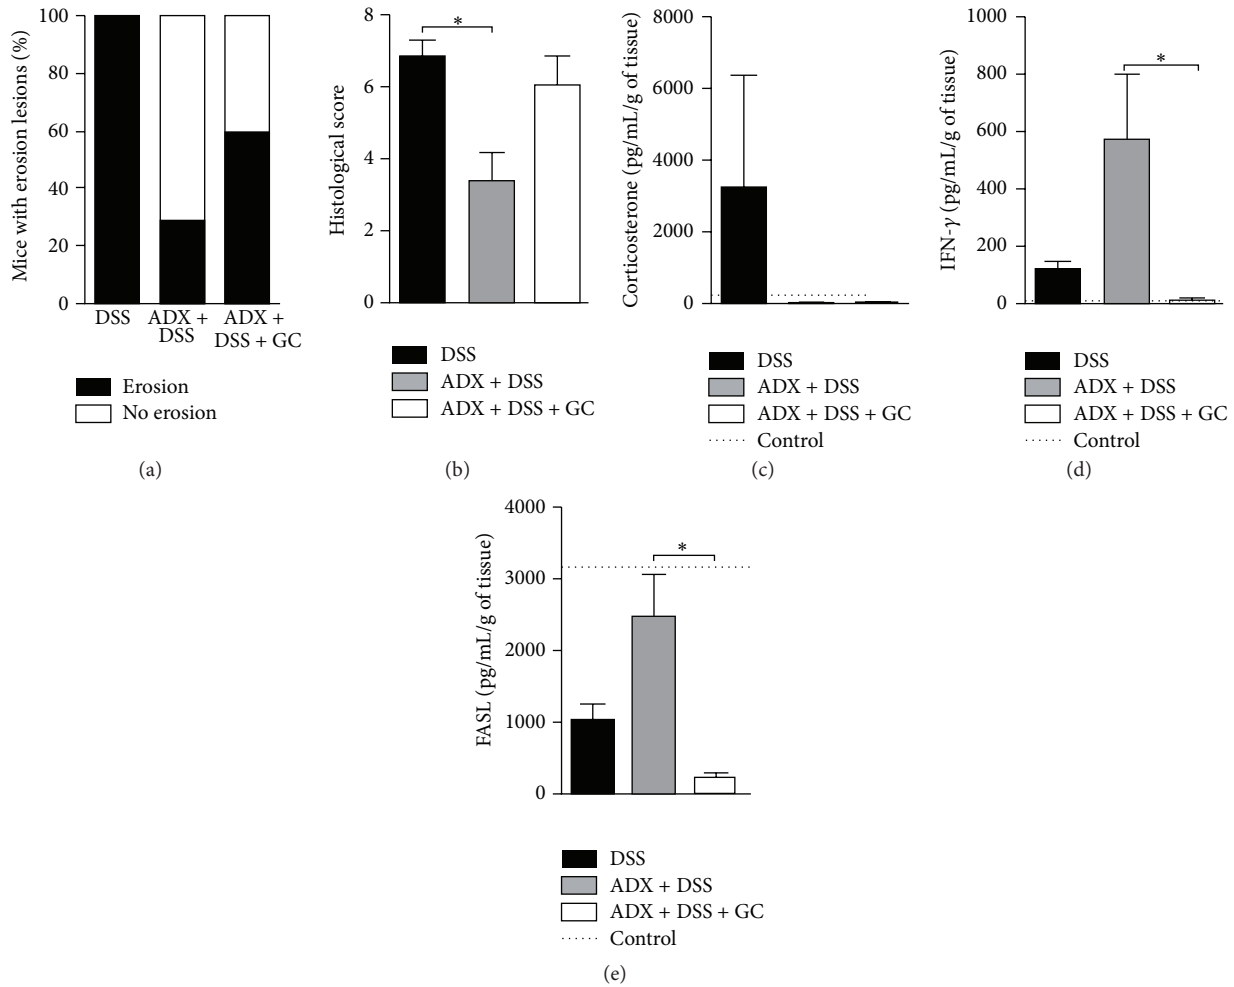 Mice with erosion lesions (%)
100
80
60
40
20
0
DSS
ADX +
DSS
ADX +
DSS + GC
Erosion
No erosion
(a)
Histological score
8
6
4
2
0
*
DSS
ADX + DSS
ADX + DSS + GC
(b)
Corticosterone (pg/mL/g of tissue)
8000
6000
4000
2000
0
DSS
ADX + DSS
ADX + DSS + GC
Control
(c)
IFN-γ (pg/mL/g of tissue)
1000
800
600
400
200
0
*
DSS
ADX + DSS
ADX + DSS + GC
Control
(d)
FASL (pg/mL/g of tissue)
4000
3000
2000
1000
0
*
DSS
ADX + DSS
ADX + DSS + GC
Control
(e)